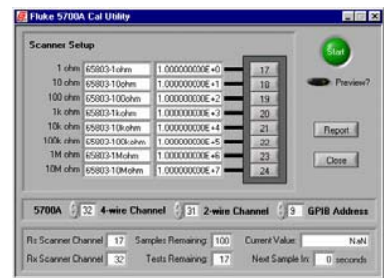 Fluke 5700A Cal Utility
Scanner Setup
1 ohm 65803-1ohm 1.000000000E+0 17
10 ohm 65803-10ohm 1.000000000E+1 18
100 ohm 65803-100ohm 1.000000000E+2 19
1k ohm 65803-1kohm 1.000000000E+3 20
10k ohm 65803-10kohm 1.000000000E+4 21
100k ohm 65803-100kohm 1.000000000E+5 22
1M ohm 65803-1Mohm 1.000000000E+6 23
10M ohm 65803-10Mohm 1.000000000E+7 24
Start
Preview?
Report
Close
5700A 32 4-wire Channel 31 2-wire Channel 9 GPIB Address
Rs Scanner Channel 17 Samples Remaining: 100 Current Value: NaN
Rx Scanner Channel 32 Tests Remaining: 17 Next Sample In: 0 seconds